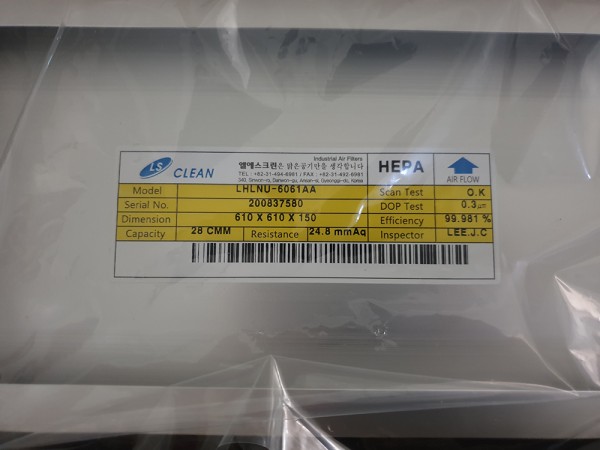 LS CLEAN
Industrial Air Filters
엘에스크린은 맑은공기만을 생각합니다
TEL : +82-31-494-6981 / FAX : +82-31-492-6981
HEPA
AIR FLOW
Model LHLNU-6061AA Scan Test O.K
Serial No. 200837580 DOP Test 0.3㎛
Dimension 610 X 610 X 150 Efficiency 99.981 %
Capacity 28 CMM Resistance 24.8 mmAq Inspector LEE.J.C